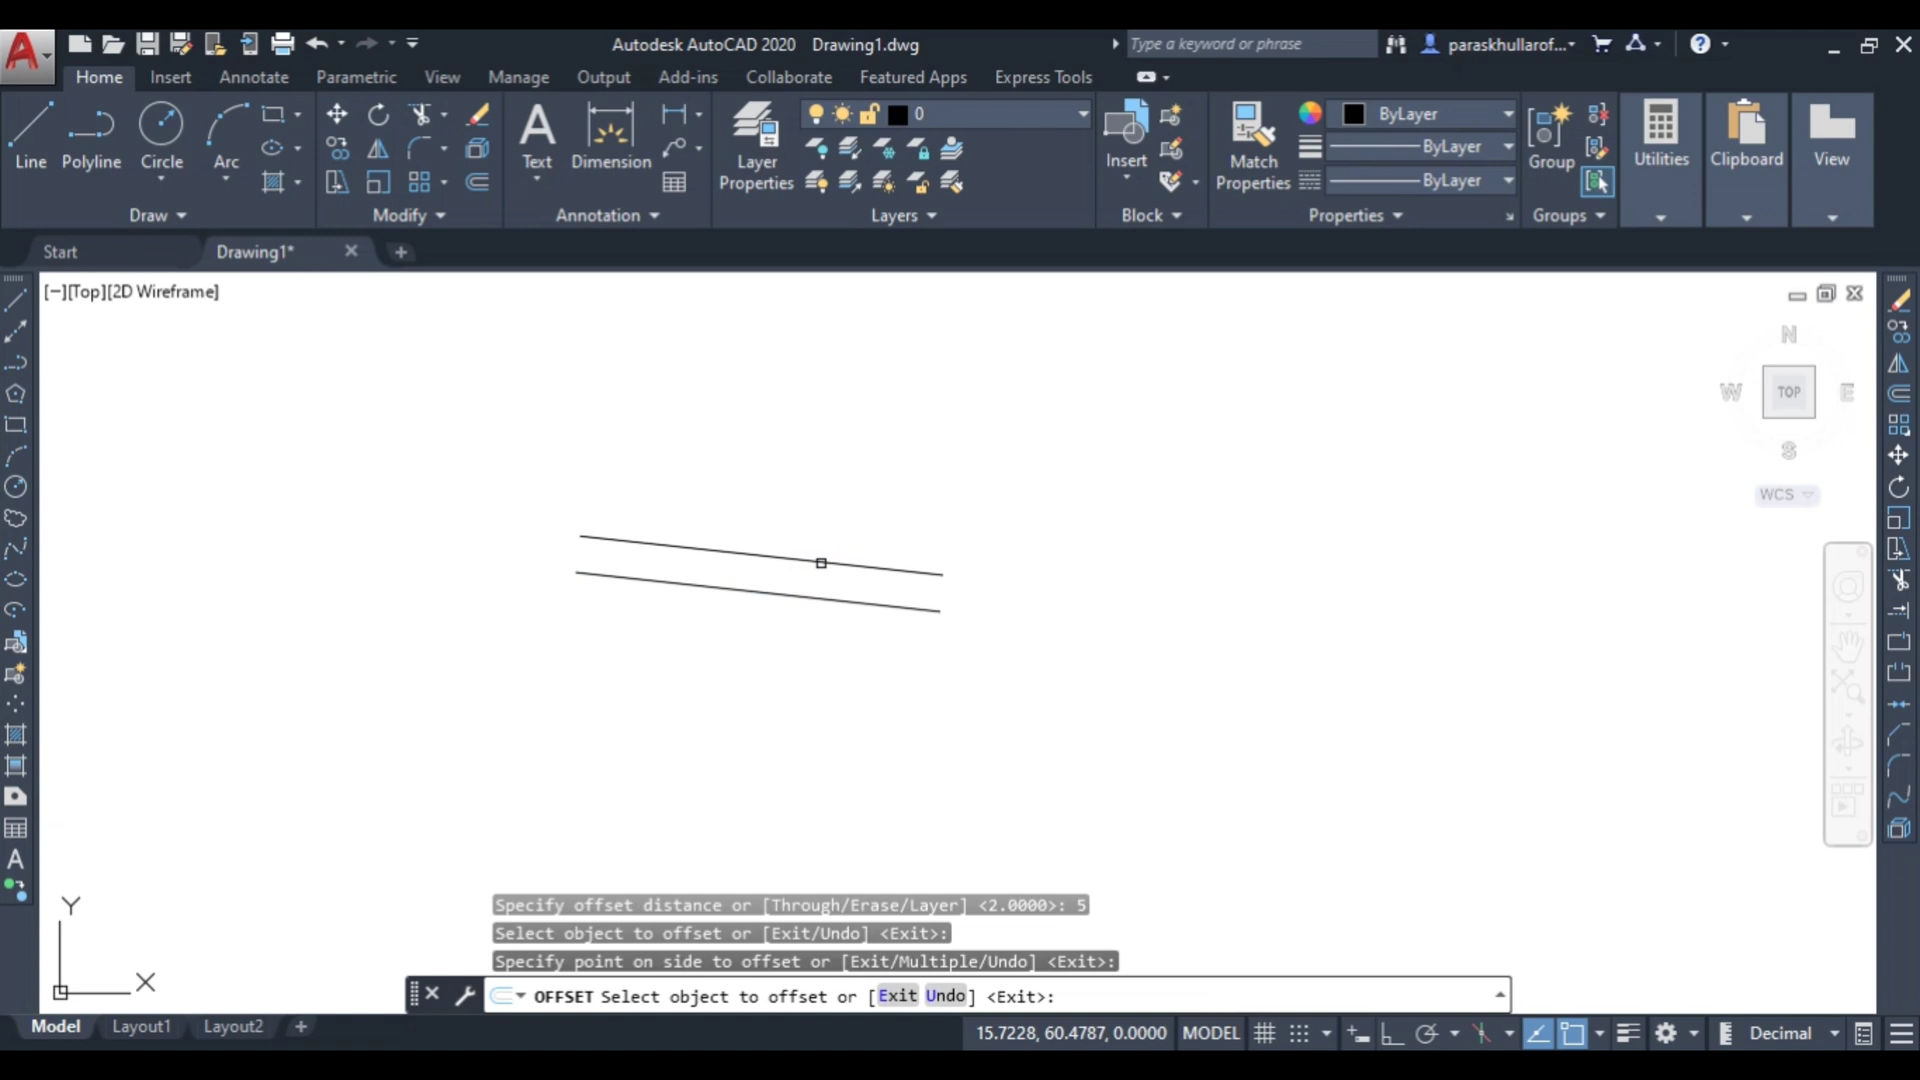 Autodesk AutoCAD 2020 Drawing1.dwg
Type a keyword or phrase
paraskhullarof...
Home Insert Annotate Parametric View Manage Output Add-ins Collaborate Featured Apps Express Tools
0
ByLayer
ByLayer
ByLayer
Line Polyline Circle Arc
Text Dimension
Layer Properties
Insert
Match Properties
Group
Utilities
Clipboard
View
Draw
Modify
Annotation
Layers
Block
Properties
Groups
Start Drawing1*
[−][Top][2D Wireframe]
N
W TOP E
S
WCS
Y
X
Specify offset distance or [Through/Erase/Layer] <2.0000>: 5
Select object to offset or [Exit/Undo] <Exit>:
Specify point on side to offset or [Exit/Multiple/Undo] <Exit>:
OFFSET Select object to offset or [Exit Undo] <Exit>:
Model Layout1 Layout2
15.7228, 60.4787, 0.0000 MODEL
Decimal